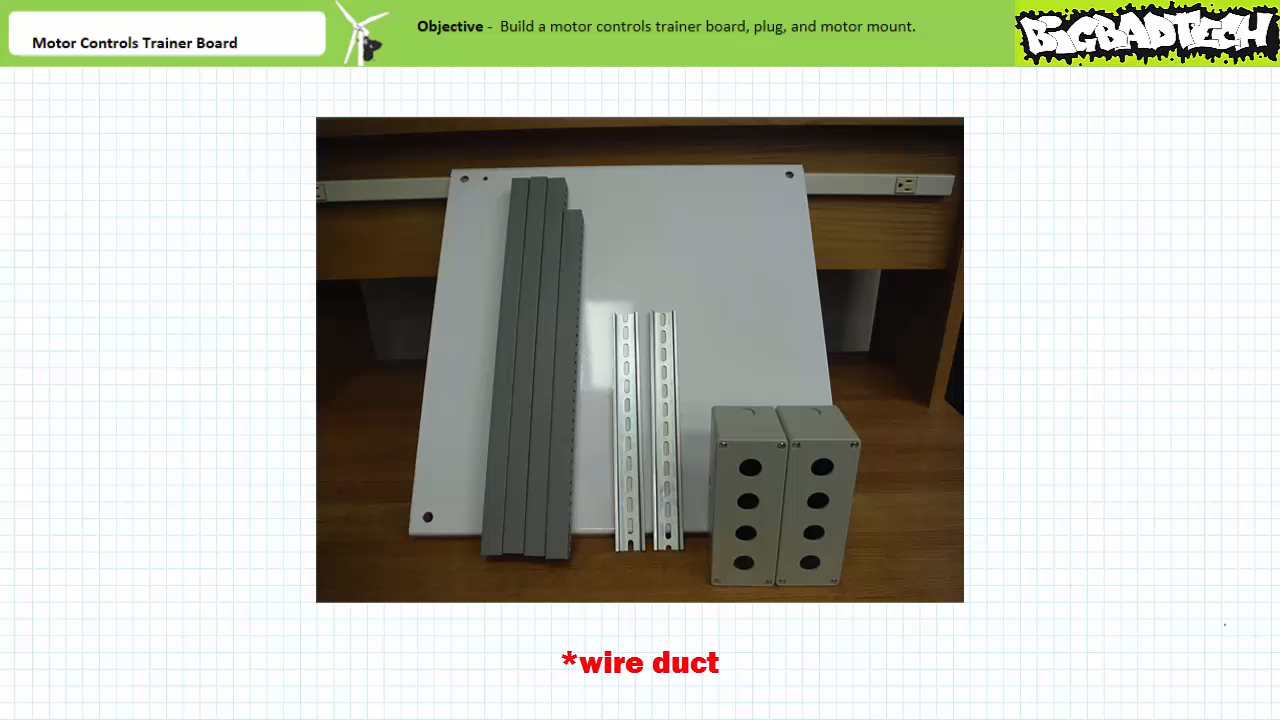 Motor Controls Trainer Board
Objective - Build a motor controls trainer board, plug, and motor mount.
BIGBADTECH
*wire duct